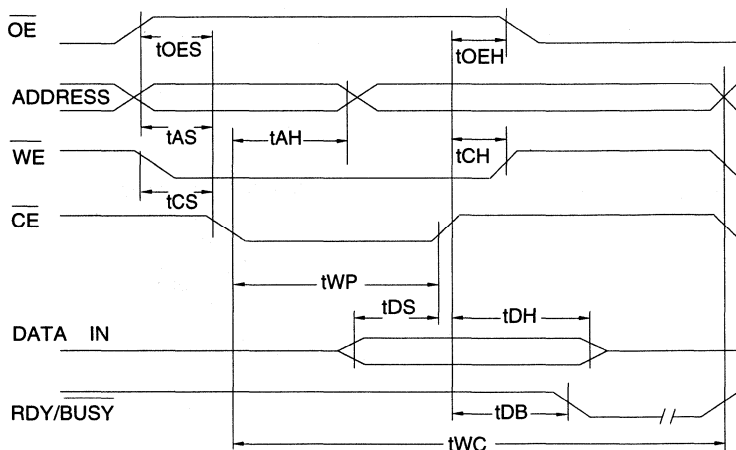 OE
tOES
tOEH
ADDRESS
tAS
tAH
tCH
WE
tCS
CE
tWP
tDS
tDH
DATA IN
RDY/BUSY
tDB
tWC